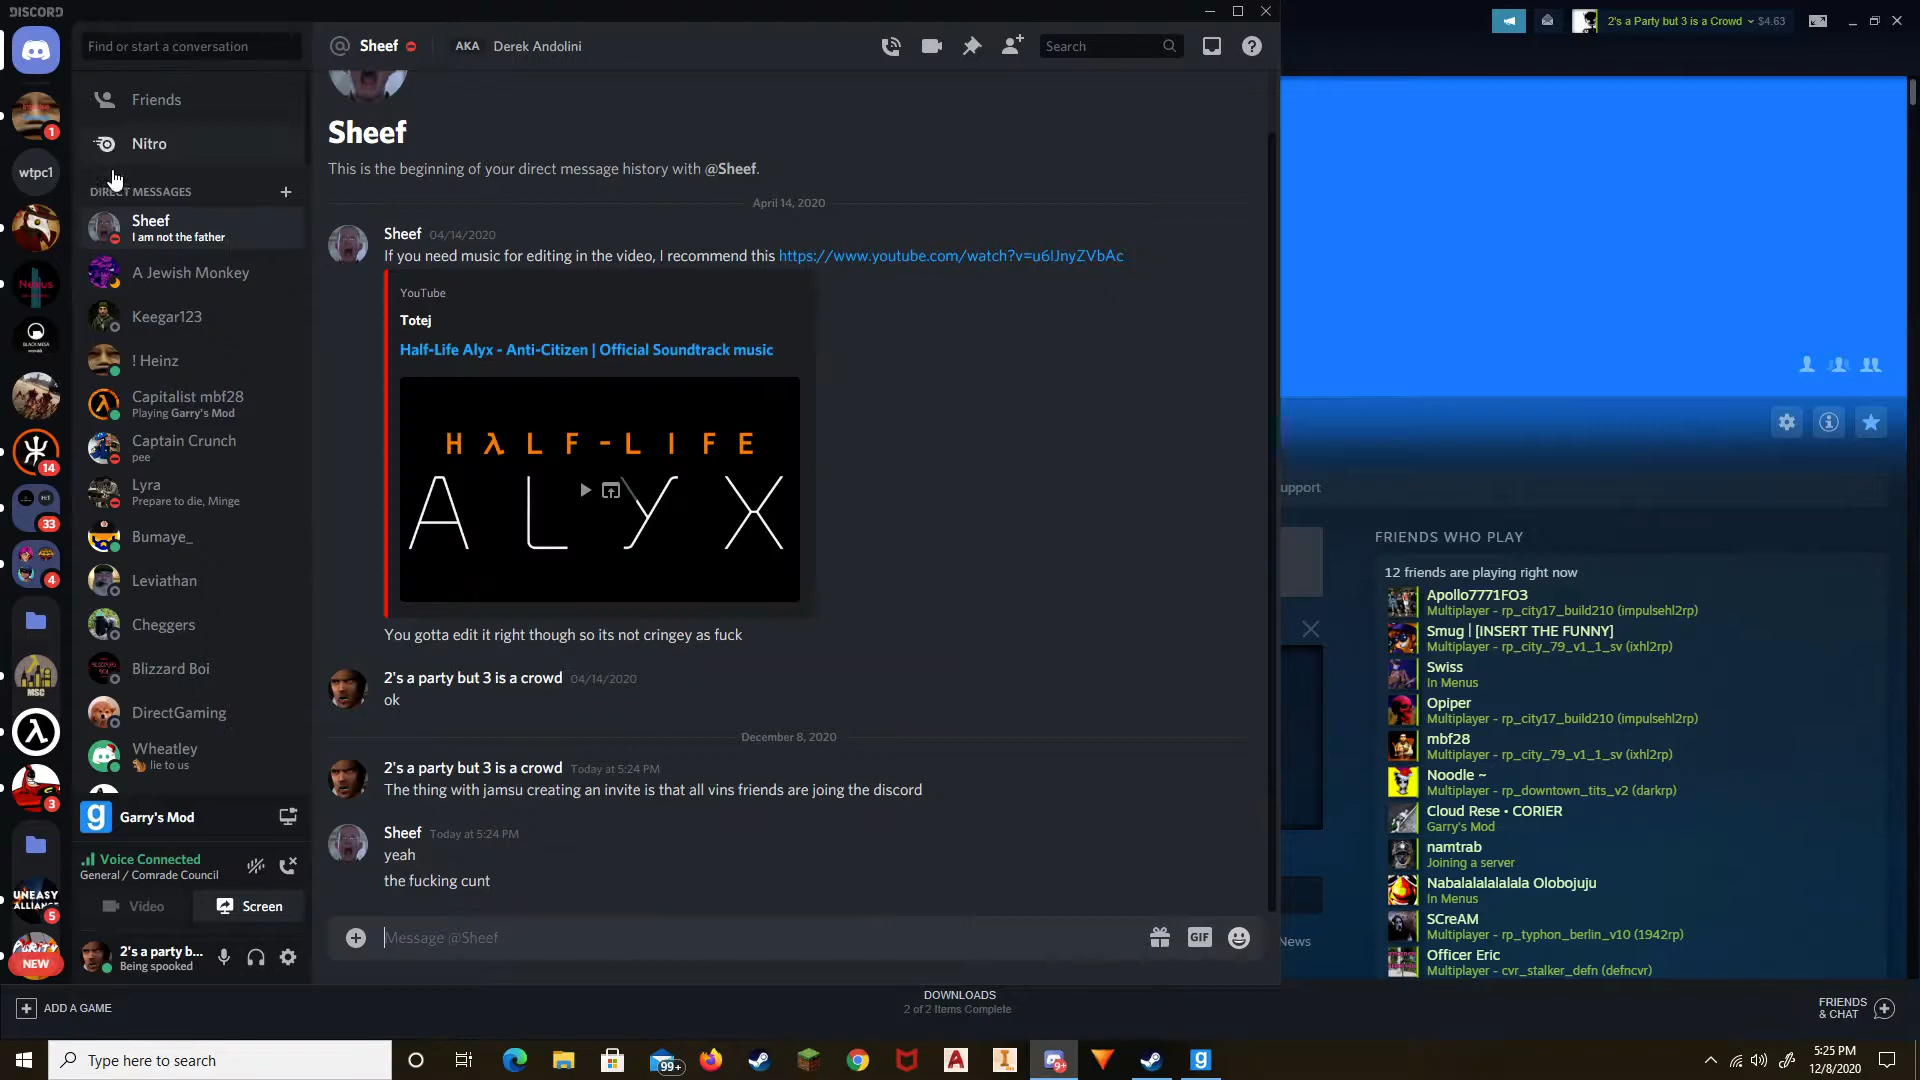 DISCORD
Find or start a conversation
Sheef
AKA Derek Andolini
Search
2's a Party but 3 is a Crowd
$4.63
Friends
Nitro
DIRECT MESSAGES
Sheef
I am not the father
A Jewish Monkey
Keegar123
! Heinz
Capitalist mbf28
Playing Garry's Mod
Captain Crunch
pee
Lyra
Prepare to die, Minge
Bumaye_
Leviathan
Cheggers
Blizzard Boi
DirectGaming
Wheatley
lie to us
Garry's Mod
Voice Connected
General / Comrade Council
Video
Screen
2's a party b...
Being spooked
1
wtpc1
Nexus
BLACK MESA
14
33
4
MSC
3
UNEASY
ALLIANCE
5
PURITY
NEW
Sheef
This is the beginning of your direct message history with @Sheef.
April 14, 2020
Sheef 04/14/2020
If you need music for editing in the video, I recommend this https://www.youtube.com/watch?v=u6IJnyZVbAc
YouTube
Totej
Half-Life Alyx - Anti-Citizen | Official Soundtrack music
HλLF-LIFE
ALYX
You gotta edit it right though so its not cringey as fuck
2's a party but 3 is a crowd 04/14/2020
ok
December 8, 2020
2's a party but 3 is a crowd Today at 5:24 PM
The thing with jamsu creating an invite is that all vins friends are joing the discord
Sheef Today at 5:24 PM
yeah
the fucking cunt
Message @Sheef
GIF
upport
FRIENDS WHO PLAY
12 friends are playing right now
Apollo7771FO3
Multiplayer - rp_city17_build210 (impulsehl2rp)
Smug | [INSERT THE FUNNY]
Multiplayer - rp_city_79_v1_1_sv (ixhl2rp)
Swiss
In Menus
Opiper
Multiplayer - rp_city17_build210 (impulsehl2rp)
mbf28
Multiplayer - rp_city_79_v1_1_sv (ixhl2rp)
Noodle ~
Multiplayer - rp_downtown_tits_v2 (darkrp)
Cloud Rese • CORIER
Garry's Mod
namtrab
Joining a server
Nabalalalalalala Olobojuju
In Menus
SCreAM
Multiplayer - rp_typhon_berlin_v10 (1942rp)
Officer Eric
Multiplayer - cvr_stalker_defn (defncvr)
News
ADD A GAME
DOWNLOADS
2 of 2 Items Complete
FRIENDS
& CHAT
Type here to search
99+
9+
5:25 PM
12/8/2020